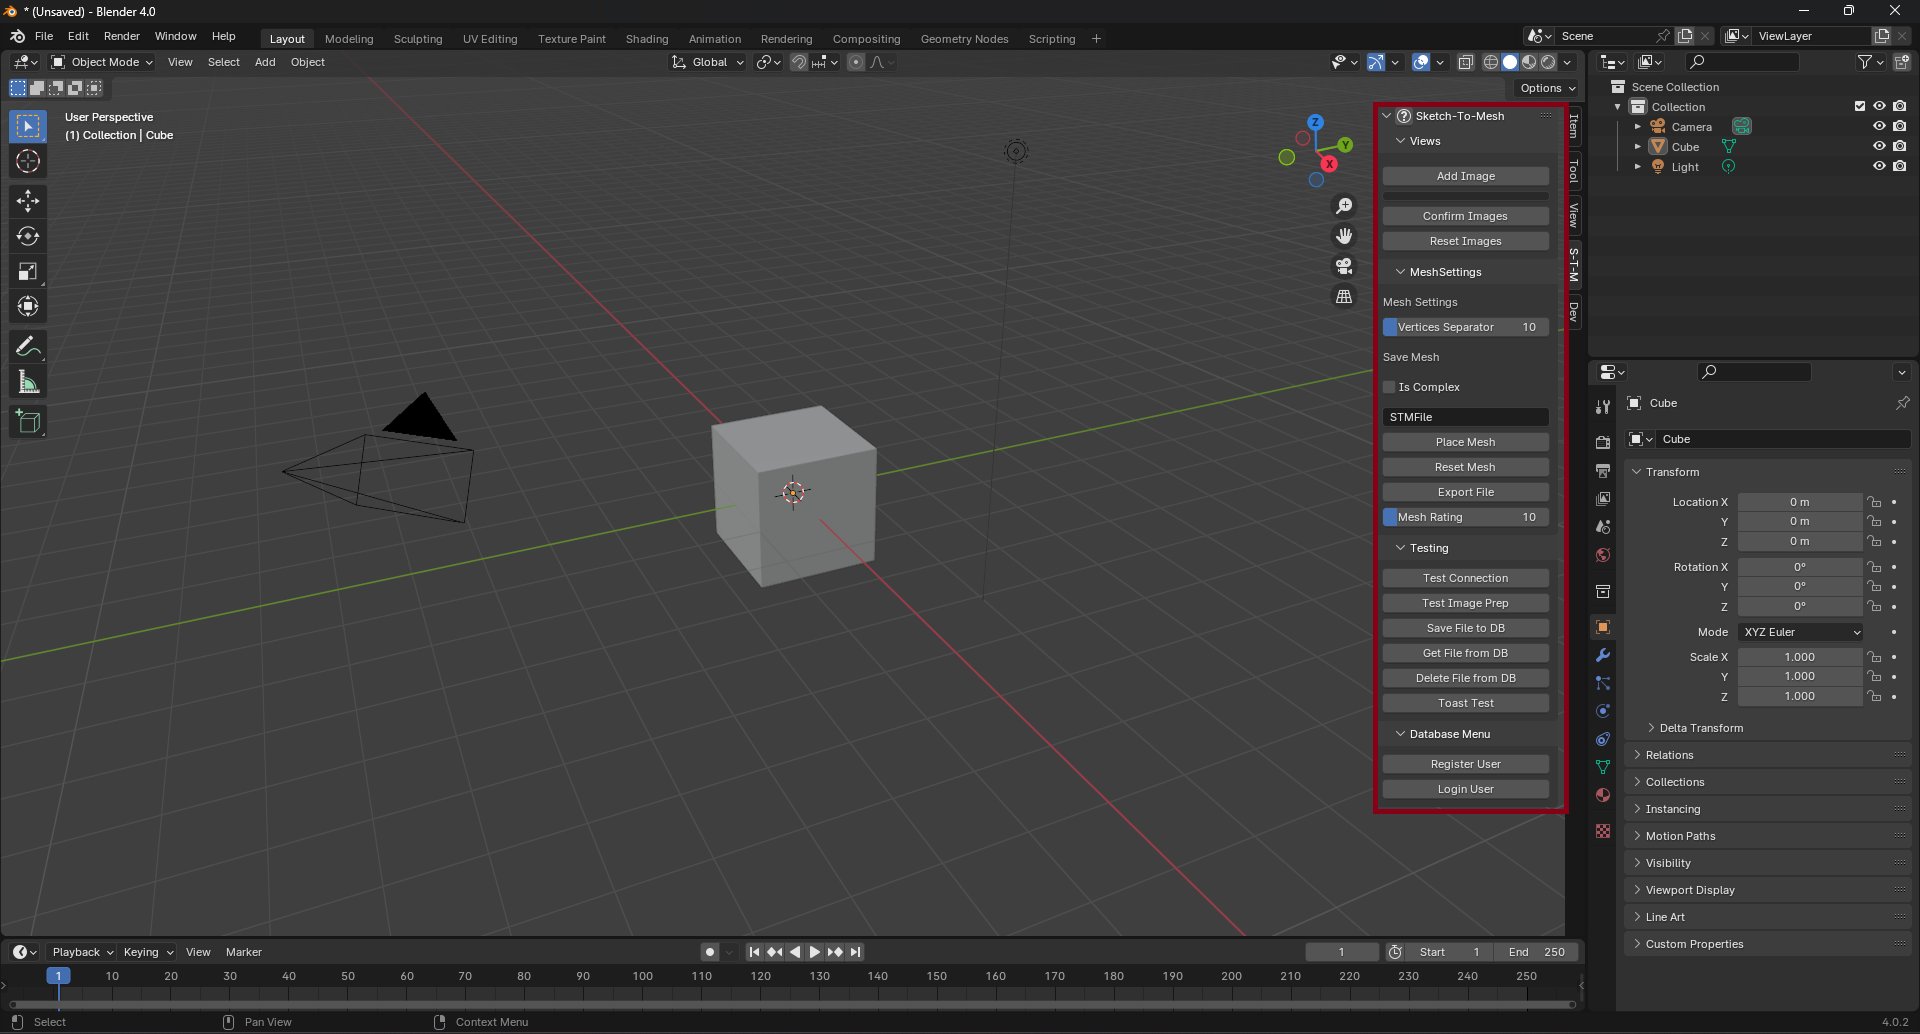 * (Unsaved) - Blender 4.0
File Edit Render Window Help
Layout Modeling Sculpting UV Editing Texture Paint Shading Animation Rendering Compositing Geometry Nodes Scripting +
Scene
ViewLayer
Object Mode View Select Add Object
Global
Options
User Perspective
(1) Collection | Cube
Z
Y
X
Sketch-To-Mesh
Views
Add Image
Confirm Images
Reset Images
MeshSettings
Mesh Settings
Vertices Separator 10
Save Mesh
Is Complex
STMFile
Place Mesh
Reset Mesh
Export File
Mesh Rating 10
Testing
Test Connection
Test Image Prep
Save File to DB
Get File from DB
Delete File from DB
Toast Test
Database Menu
Register User
Login User
Item
Tool
View
S-T-M
Dev
Scene Collection
Collection
Camera
Cube
Light
Cube
Cube
Transform
Location X 0 m
Y 0 m
Z 0 m
Rotation X 0°
Y 0°
Z 0°
Mode XYZ Euler
Scale X 1.000
Y 1.000
Z 1.000
Delta Transform
Relations
Collections
Instancing
Motion Paths
Visibility
Viewport Display
Line Art
Custom Properties
Playback Keying View Marker
1 Start 1 End 250
1 10 20 30 40 50 60 70 80 90 100 110 120 130 140 150 160 170 180 190 200 210 220 230 240 250
Select Pan View Context Menu
4.0.2